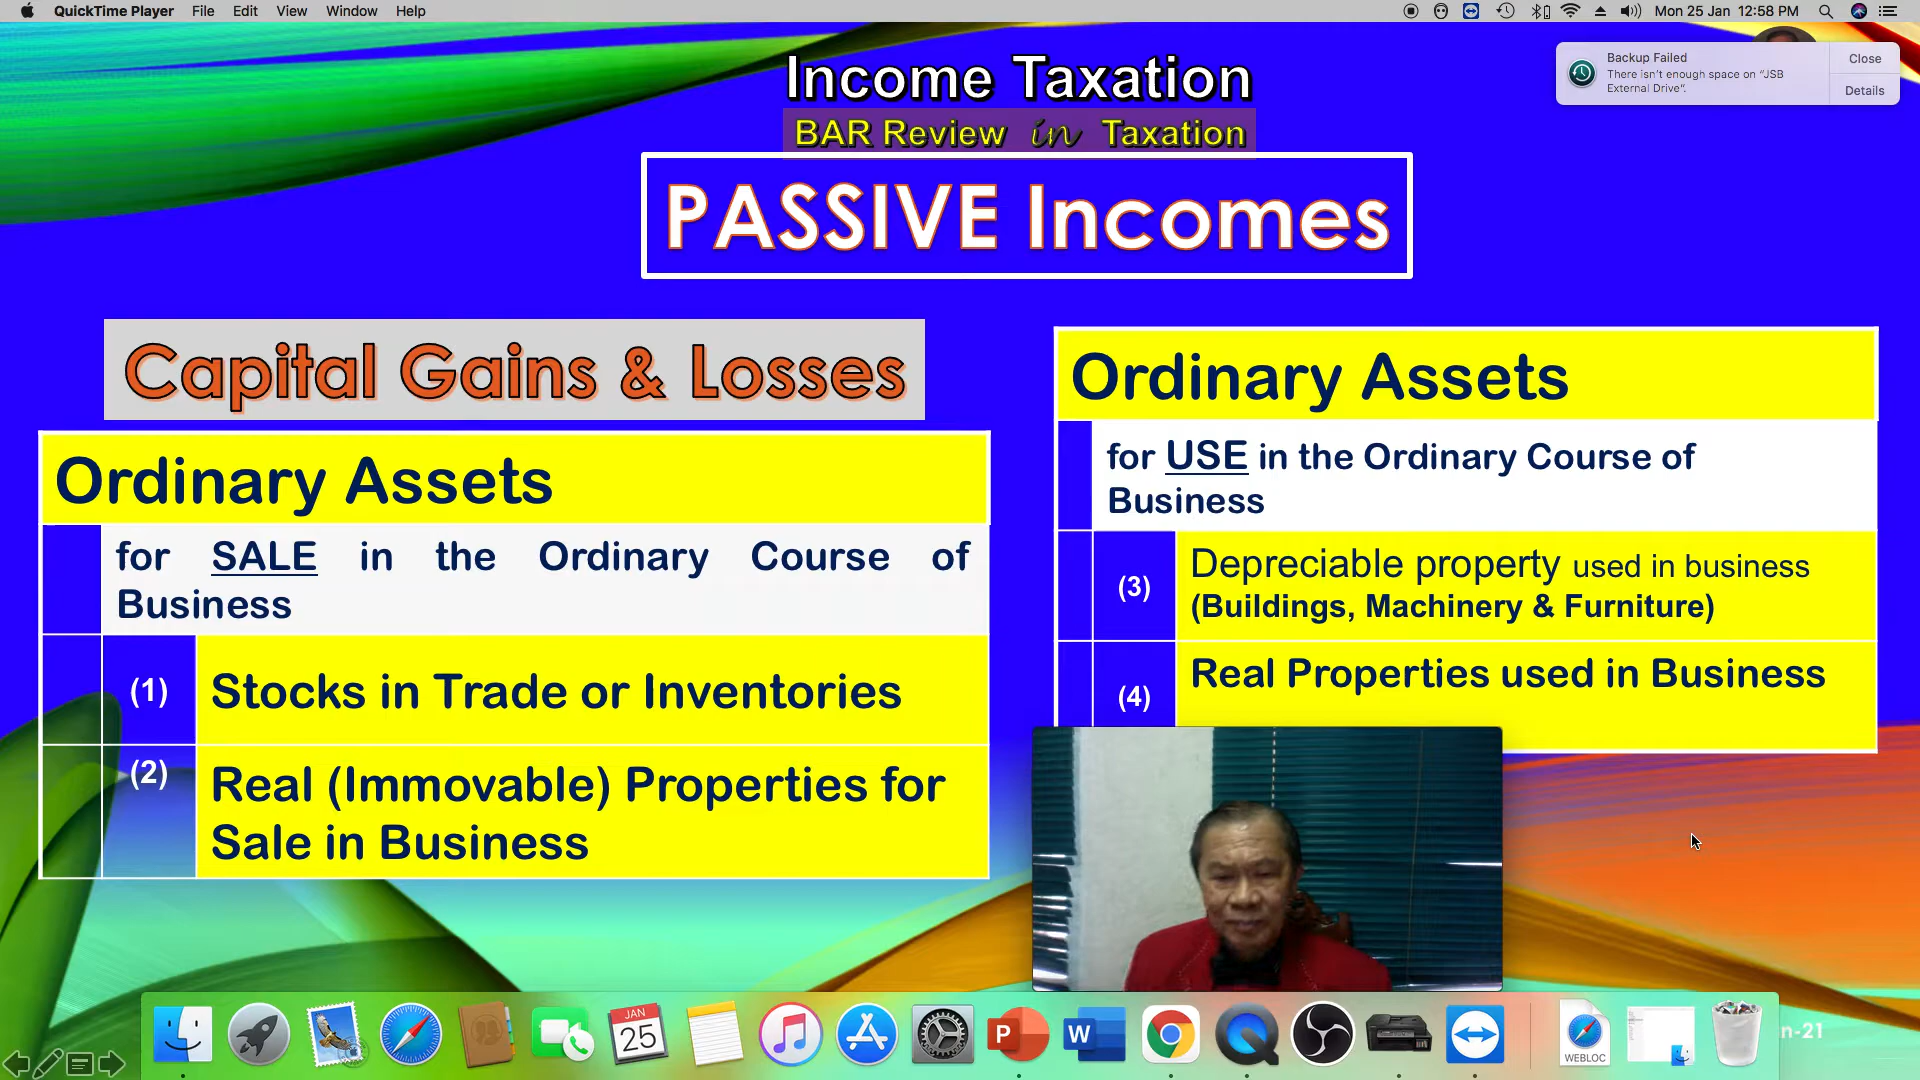 QuickTime Player File Edit View Window Help
Mon 25 Jan 12:58 PM
Backup Failed
There isn't enough space on "JSB
External Drive".
Close
Details
Income Taxation
BAR Review in Taxation
PASSIVE Incomes
Capital Gains & Losses
Ordinary Assets
for SALE in the Ordinary Course of
Business
(1) Stocks in Trade or Inventories
(2) Real (Immovable) Properties for
Sale in Business
Ordinary Assets
for USE in the Ordinary Course of
Business
(3) Depreciable property used in business
(Buildings, Machinery & Furniture)
(4) Real Properties used in Business
JAN
25
P
W
WEBLOC
n-21